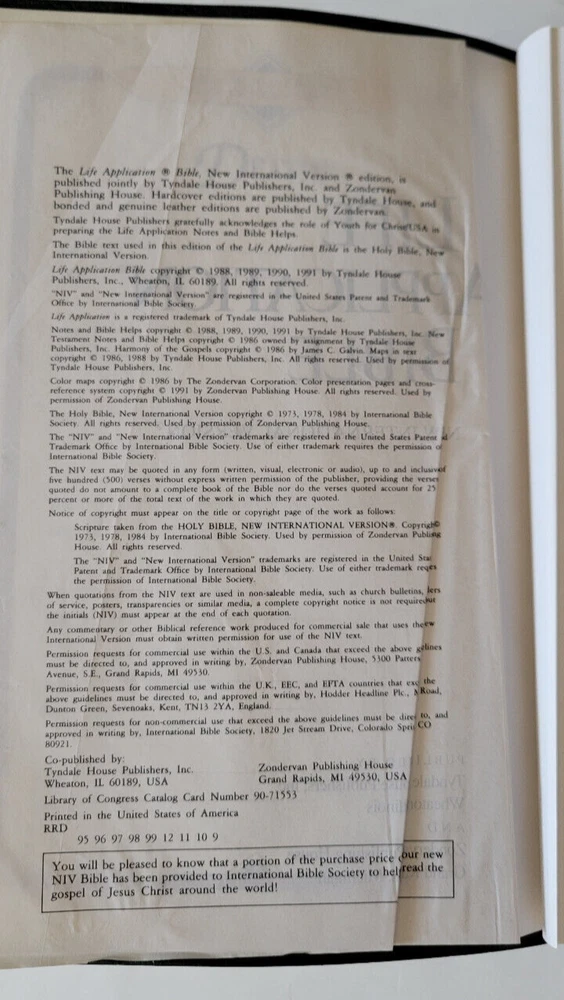 The Life Application ® Bible, New International Version ® edition, is
published jointly by Tyndale House Publishers, Inc. and Zondervan
Publishing House. Hardcover editions are published by Tyndale House, and
bonded and genuine leather editions are published by Zondervan.
Tyndale House Publishers gratefully acknowledges the role of Youth for Christ/USA in
preparing the Life Application Notes and Bible Helps.
The Bible text used in this edition of the Life Application Bible is the Holy Bible, New
International Version.
Life Application Bible copyright © 1988, 1989, 1990, 1991 by Tyndale House
Publishers, Inc., Wheaton, IL 60189. All rights reserved.
"NIV" and "New International Version" are registered in the United States Patent and Trademark
Office by International Bible Society.
Life Application is a registered trademark of Tyndale House Publishers, Inc.
Notes and Bible Helps copyright © 1988, 1989, 1990, 1991 by Tyndale House Publishers, Inc. New
Testament Notes and Bible Helps copyright © 1986 owned by assignment by Tyndale House
Publishers, Inc. Harmony of the Gospels copyright © 1986 by James C. Galvin. Maps in text
copyright © 1986, 1988 by Tyndale House Publishers, Inc. All rights reserved. Used by permission of
Tyndale House Publishers, Inc.
Color maps copyright © 1986 by The Zondervan Corporation. Color presentation pages and cross-
reference system copyright © 1991 by Zondervan Publishing House. All rights reserved. Used by
permission of Zondervan Publishing House.
The Holy Bible, New International Version copyright © 1973, 1978, 1984 by International Bible
Society. All rights reserved. Used by permission of Zondervan Publishing House.
The "NIV" and "New International Version" trademarks are registered in the United States Patent
Trademark Office by International Bible Society. Use of either trademark requires the permission of
International Bible Society.
The NIV text may be quoted in any form (written, visual, electronic or audio), up to and inclusive of
five hundred (500) verses without express written permission of the publisher, providing the verses
quoted do not amount to a complete book of the Bible nor do the verses quoted account for 25
percent or more of the total text of the work in which they are quoted.
Notice of copyright must appear on the title or copyright page of the work as follows:
Scripture taken from the HOLY BIBLE, NEW INTERNATIONAL VERSION®. Copyright ©
1973, 1978, 1984 by International Bible Society. Used by permission of Zondervan
House. All rights reserved.
The "NIV" and "New International Version" trademarks are registered in the United
Patent and Trademark Office by International Bible Society. Use of either trademark
the permission of International Bible Society.
When quotations from the NIV text are used in non-saleable media, such as church bulletins,
of service, posters, transparencies or similar media, a complete copyright notice is not required
the initials (NIV) must appear at the end of each quotation.
Any commentary or other Biblical reference work produced for commercial sale that uses
International Version must obtain written permission for use of the NIV text.
Permission requests for commercial use within the U.S. and Canada that exceed the above
must be directed to, and approved in writing by, Zondervan Publishing House, 5300
Avenue, S.E., Grand Rapids, MI 49530.
Permission requests for commercial use within the U.K., EEC, and EFTA countries that the
above guidelines must be directed to, and approved in writing by, Hodder Headline Plc., Road,
Dunton Green, Sevenoaks, Kent, TN13 2YA, England.
Permission requests for non-commercial use that exceed the above guidelines must be to, and
approved in writing by, International Bible Society, 1820 Jet Stream Drive, Colorado CO
80921.
Co-published by:
Tyndale House Publishers, Inc.
Wheaton, IL 60189, USA
Zondervan Publishing House
Grand Rapids, MI 49530, USA
Library of Congress Catalog Card Number 90-71553
Printed in the United States of America
RRD
95 96 97 98 99 12 11 10 9
You will be pleased to know that a portion of the purchase price our new
NIV Bible has been provided to International Bible Society to read the
gospel of Jesus Christ around the world!